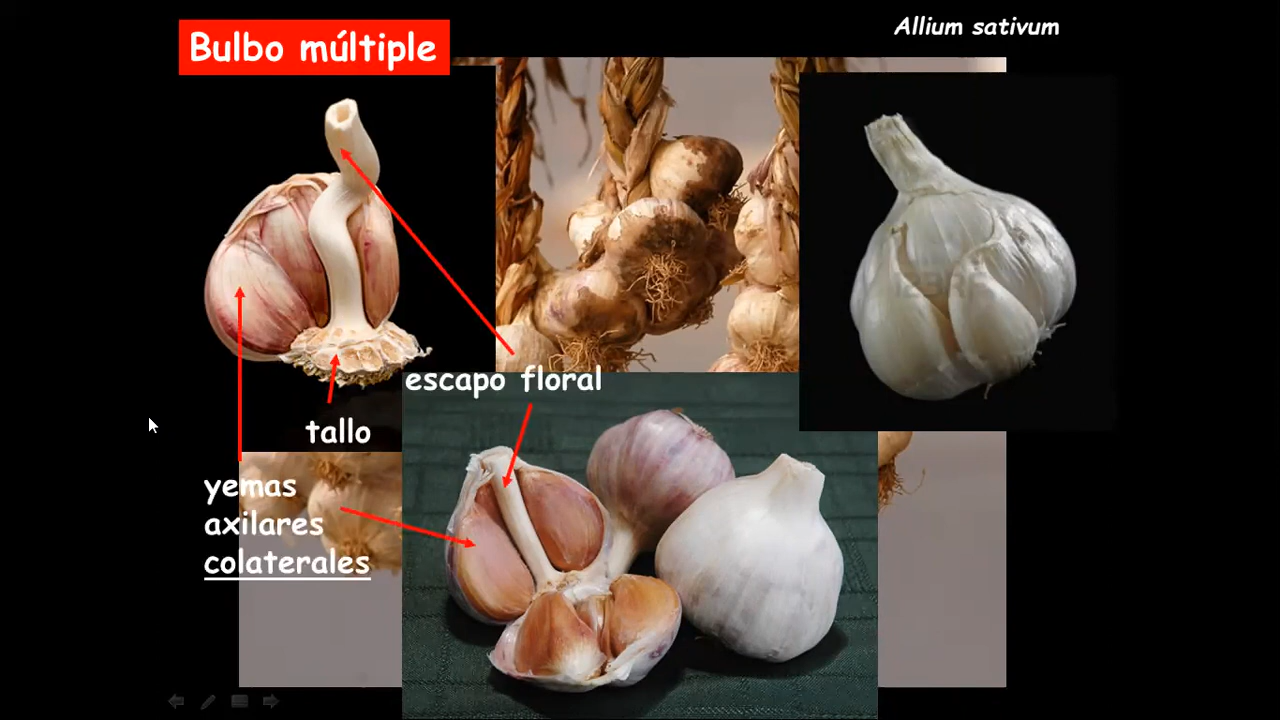 Bulbo múltiple
Allium sativum
escapo floral
tallo
yemas
axilares
colaterales